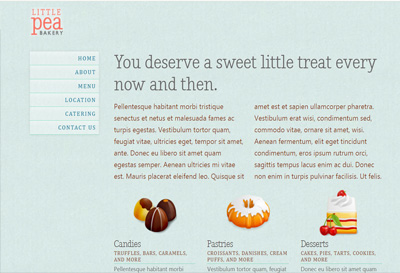 LITTLE
pea
BAKERY
HOME
ABOUT
MENU
LOCATION
CATERING
CONTACT US
You deserve a sweet little treat every
now and then.
Pellentesque habitant morbi tristique
senectus et netus et malesuada fames ac
turpis egestas. Vestibulum tortor quam,
feugiat vitae, ultricies eget, tempor sit amet,
ante. Donec eu libero sit amet quam
egestas semper. Aenean ultricies mi vitae
est. Mauris placerat eleifend leo. Quisque sit
amet est et sapien ullamcorper pharetra.
Vestibulum erat wisi, condimentum sed,
commodo vitae, ornare sit amet, wisi.
Aenean fermentum, elit eget tincidunt
condimentum, eros ipsum rutrum orci,
sagittis tempus lacus enim ac dui. Donec
non enim in turpis pulvinar facilisis. Ut felis.
Candies
TRUFFLES, BARS, CARAMELS,
AND MORE
Pellentesque habitant morbi
Pastries
CROISSANTS, DANISHES, CREAM
PUFFS, AND MORE
Vestibulum tortor quam, feugiat
Desserts
CAKES, PIES, TARTS, COOKIES,
AND MORE
Donec eu libero sit amet quam